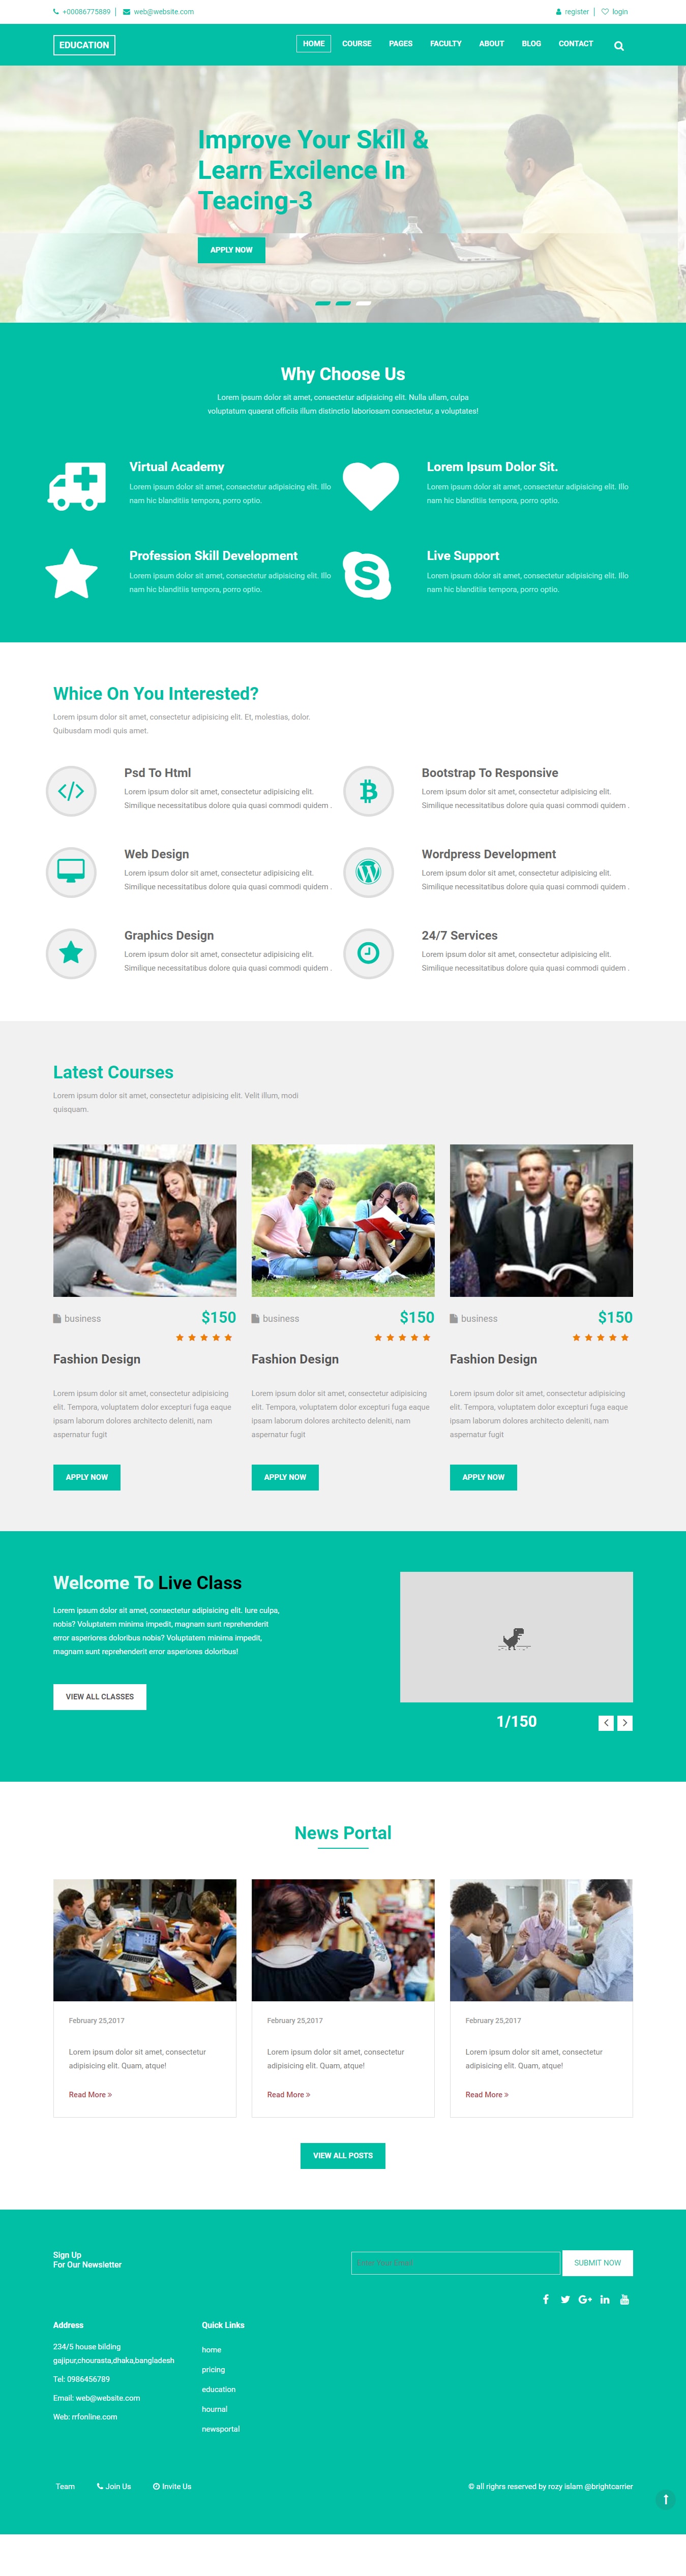 +00086775889 | web@website.com
register | login
EDUCATION
HOME COURSE PAGES FACULTY ABOUT BLOG CONTACT
Improve Your Skill &
Learn Excilence In
Teacing-3
APPLY NOW
Why Choose Us
Lorem ipsum dolor sit amet, consectetur adipisicing elit. Nulla ullam, culpa
voluptatum quaerat officiis illum distinctio laboriosam consectetur, a voluptates!
Virtual Academy
Lorem ipsum dolor sit amet, consectetur adipisicing elit. Illo
nam hic blanditiis tempora, porro optio.
Lorem Ipsum Dolor Sit.
Lorem ipsum dolor sit amet, consectetur adipisicing elit. Illo
nam hic blanditiis tempora, porro optio.
Profession Skill Development
Lorem ipsum dolor sit amet, consectetur adipisicing elit. Illo
nam hic blanditiis tempora, porro optio.
Live Support
Lorem ipsum dolor sit amet, consectetur adipisicing elit. Illo
nam hic blanditiis tempora, porro optio.
Whice On You Interested?
Lorem ipsum dolor sit amet, consectetur adipisicing elit. Et, molestias, dolor.
Quibusdam modi quis amet.
Psd To Html
Lorem ipsum dolor sit amet, consectetur adipisicing elit.
Similique necessitatibus dolore quia quasi commodi quidem .
Bootstrap To Responsive
Lorem ipsum dolor sit amet, consectetur adipisicing elit.
Similique necessitatibus dolore quia quasi commodi quidem .
Web Design
Lorem ipsum dolor sit amet, consectetur adipisicing elit.
Similique necessitatibus dolore quia quasi commodi quidem .
Wordpress Development
Lorem ipsum dolor sit amet, consectetur adipisicing elit.
Similique necessitatibus dolore quia quasi commodi quidem .
Graphics Design
Lorem ipsum dolor sit amet, consectetur adipisicing elit.
Similique necessitatibus dolore quia quasi commodi quidem .
24/7 Services
Lorem ipsum dolor sit amet, consectetur adipisicing elit.
Similique necessitatibus dolore quia quasi commodi quidem .
Latest Courses
Lorem ipsum dolor sit amet, consectetur adipisicing elit. Velit illum, modi
quisquam.
business $150
Fashion Design
Lorem ipsum dolor sit amet, consectetur adipisicing
elit. Tempora, voluptatem dolor excepturi fuga eaque
ipsam laborum dolores architecto deleniti, nam
aspernatur fugit
APPLY NOW
business $150
Fashion Design
Lorem ipsum dolor sit amet, consectetur adipisicing
elit. Tempora, voluptatem dolor excepturi fuga eaque
ipsam laborum dolores architecto deleniti, nam
aspernatur fugit
APPLY NOW
business $150
Fashion Design
Lorem ipsum dolor sit amet, consectetur adipisicing
elit. Tempora, voluptatem dolor excepturi fuga eaque
ipsam laborum dolores architecto deleniti, nam
aspernatur fugit
APPLY NOW
Welcome To Live Class
Lorem ipsum dolor sit amet, consectetur adipisicing elit. Iure culpa,
nobis? Voluptatem minima impedit, magnam sunt reprehenderit
error asperiores doloribus nobis? Voluptatem minima impedit,
magnam sunt reprehenderit error asperiores doloribus!
VIEW ALL CLASSES
1/150
News Portal
February 25,2017
Lorem ipsum dolor sit amet, consectetur
adipisicing elit. Quam, atque!
Read More »
February 25,2017
Lorem ipsum dolor sit amet, consectetur
adipisicing elit. Quam, atque!
Read More »
February 25,2017
Lorem ipsum dolor sit amet, consectetur
adipisicing elit. Quam, atque!
Read More »
VIEW ALL POSTS
Sign Up
For Our Newsletter
Enter Your Email
SUBMIT NOW
Address
234/5 house bilding
gajipur,chourasta,dhaka,bangladesh
Tel: 0986456789
Email: web@website.com
Web: rrfonline.com
Quick Links
home
pricing
education
hournal
newsportal
Team Join Us Invite Us
© all righrs reserved by rozy islam @brightcarrier